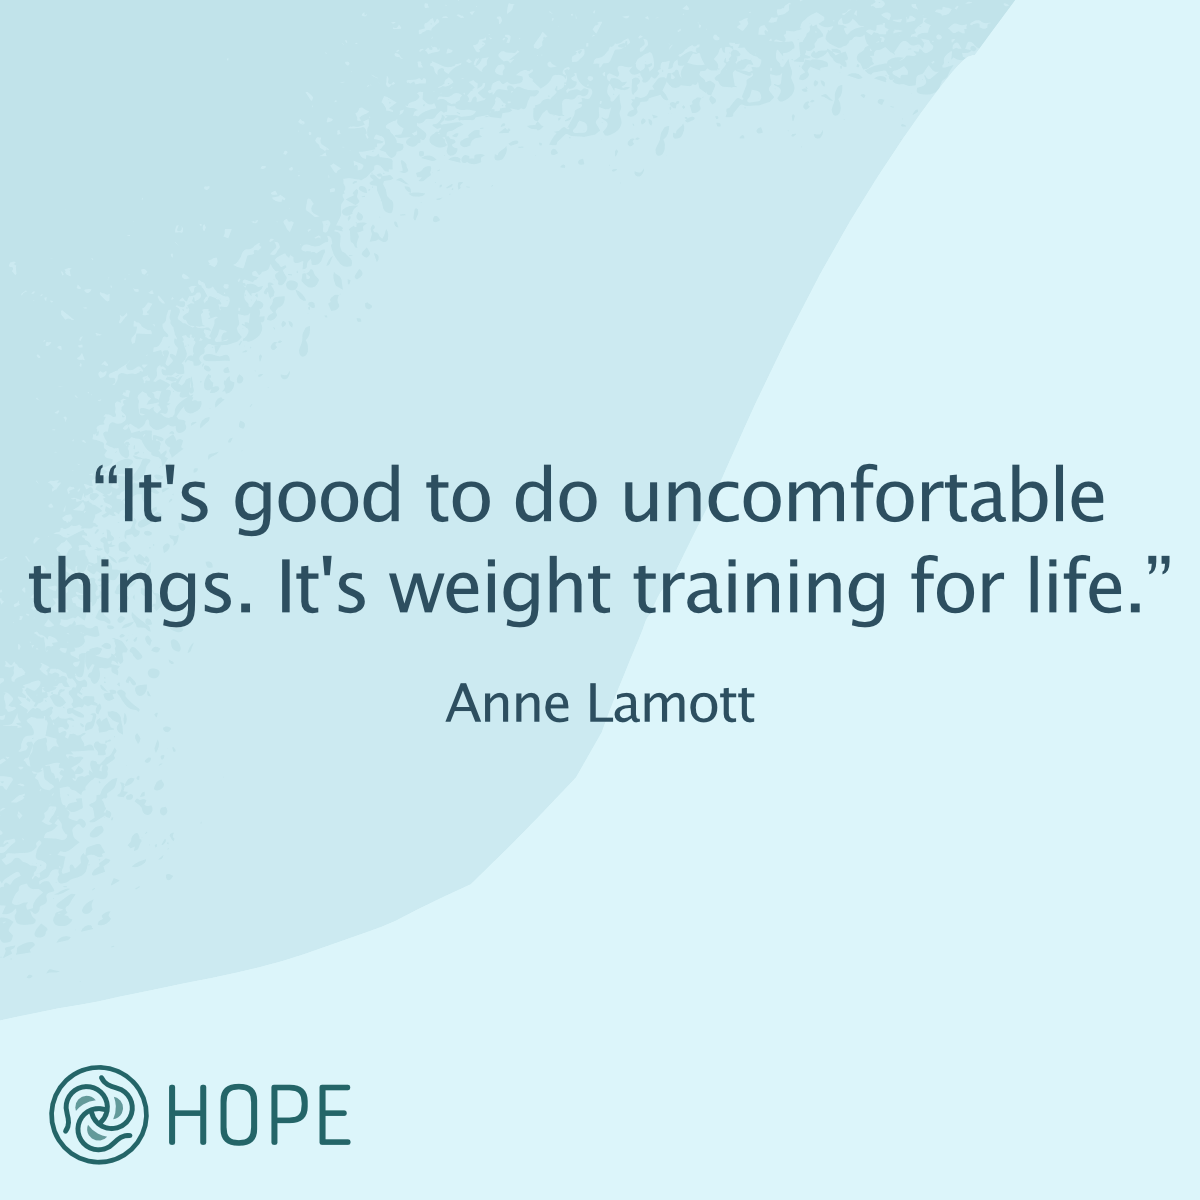 “It's good to do uncomfortable
things. It's weight training for life.”
Anne Lamott
HOPE